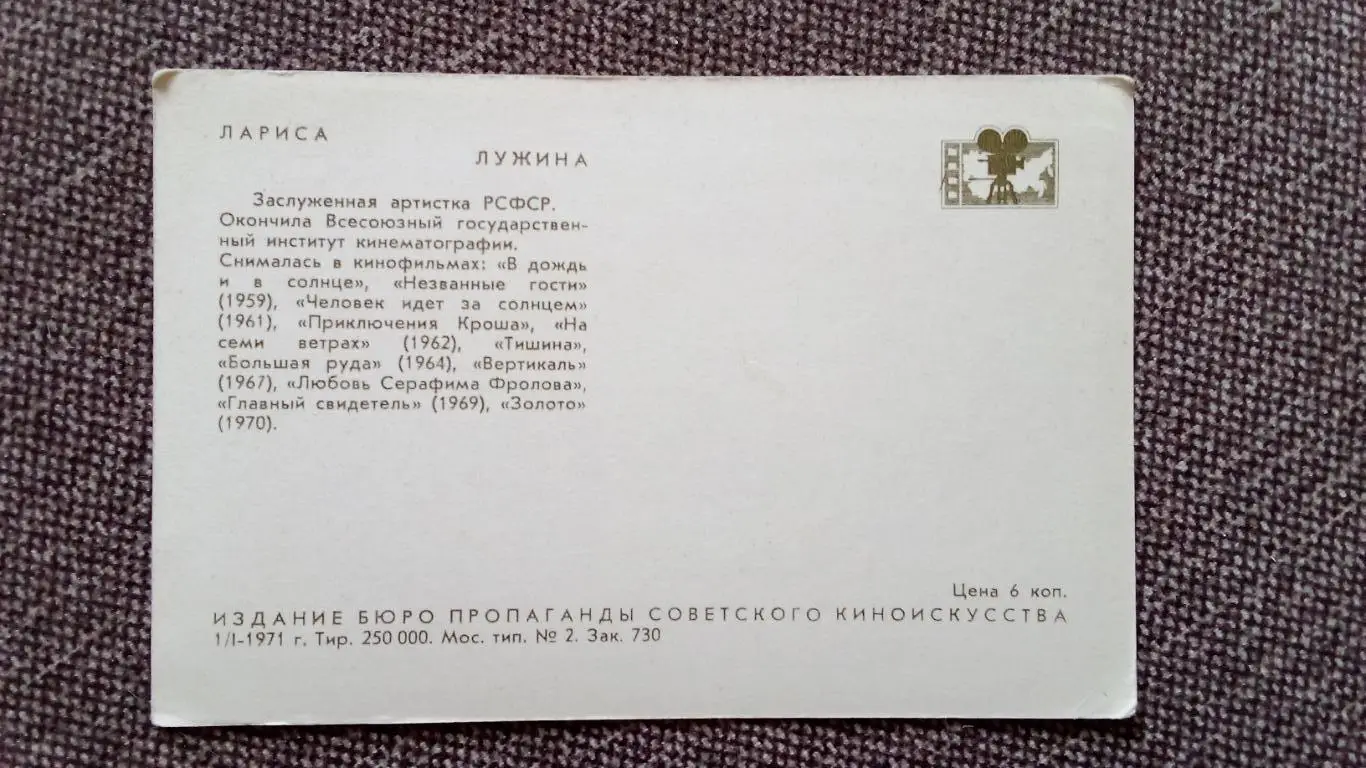 ЛАРИСА
ЛУЖИНА
Заслуженная артистка РСФСР.
Окончила Всесоюзный государствен-
ный институт кинематографии.
Снималась в кинофильмах: «В дождь
и в солнце», «Незванные гости»
(1959), «Человек идет за солнцем»
(1961), «Приключения Кроша», «На
семи ветрах» (1962), «Тишина»,
«Большая руда» (1964), «Вертикаль»
(1967), «Любовь Серафима Фролова»,
«Главный свидетель» (1969), «Золото»
(1970).
Цена 6 коп.
ИЗДАНИЕ БЮРО ПРОПАГАНДЫ СОВЕТСКОГО КИНОИСКУССТВА
1/I-1971 г. Тир. 250 000. Мос. тип. № 2. Зак. 730